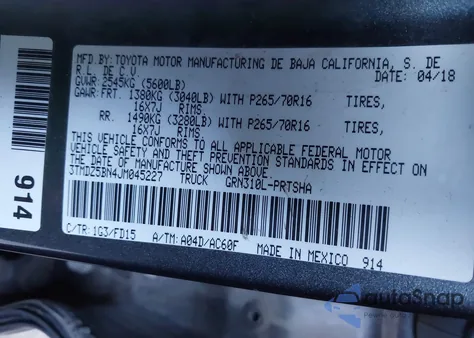 MFD.BY: TOYOTA MOTOR MANUFACTURING DE BAJA CALIFORNIA, S. DE
R.L. DE C.V. DATE: 04/18
GVWR: 2545KG (5600LB)
GAWR: FRT. 1380KG (3040LB) WITH P265/70R16 TIRES,
16X7J RIMS
RR. 1490KG (3280LB) WITH P265/70R16 TIRES,
16X7J RIMS
THIS VEHICLE CONFORMS TO ALL APPLICABLE FEDERAL MOTOR
VEHICLE SAFETY AND THEFT PREVENTION STANDARDS IN EFFECT ON
THE DATE OF MANUFACTURE SHOWN ABOVE.
3TMDZ5BN4JM045227 TRUCK GRN310L-PRTSHA
C/TR: 1G3/FD15 A/TM: A04D/AC60F MADE IN MEXICO 914
914
autoSnap